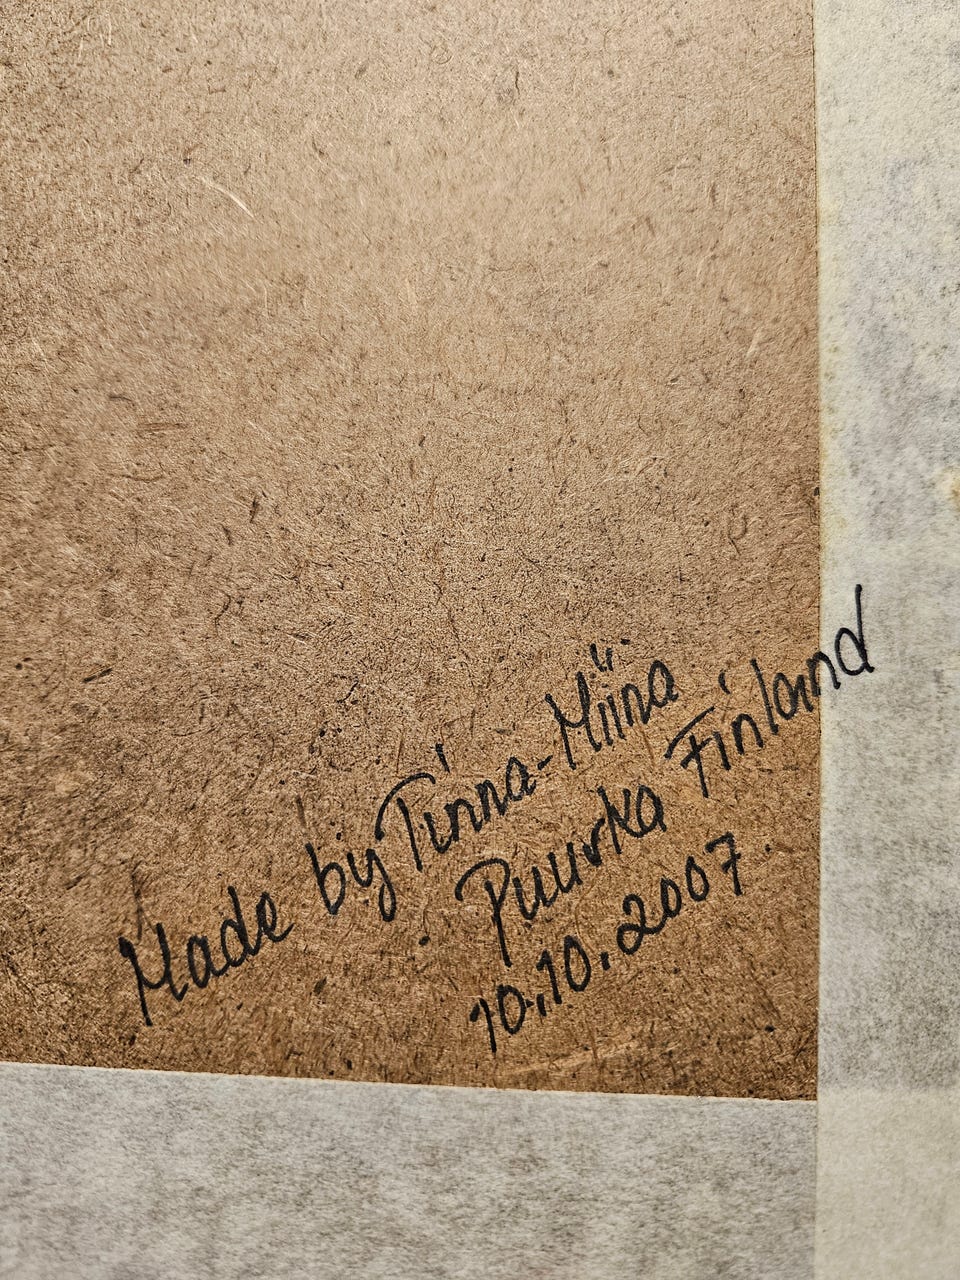 Made by Tinna-Miina
Puurka Finland
10.10.2007.